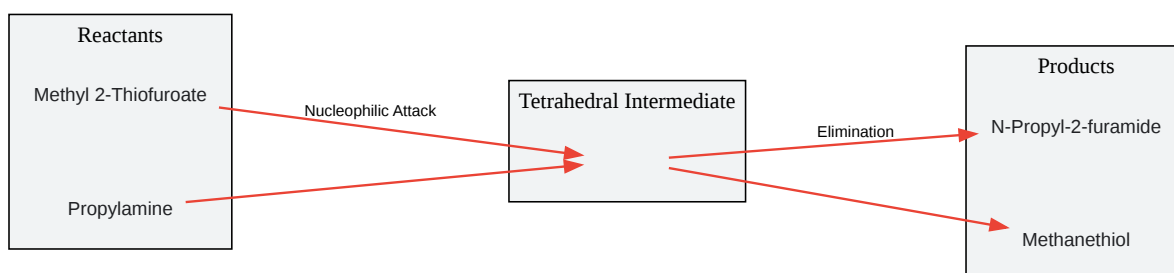 Reactants
Methyl 2-Thiofuroate
Propylamine
Nucleophilic Attack
Tetrahedral Intermediate
Elimination
Products
N-Propyl-2-furamide
Methanethiol